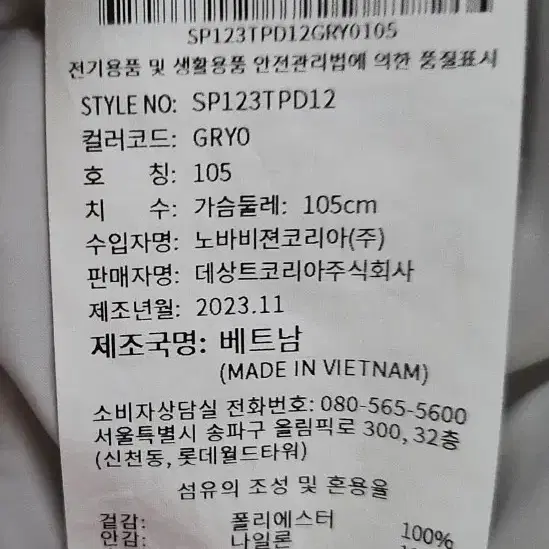 SP123TPD12GRY0105
전기용품 및 생활용품 안전관리법에 의한 품질표시
STYLE NO: SP123TPD12
컬러코드: GRY0
호 칭: 105
치 수: 가슴둘레: 105cm
수입자명: 노바비젼코리아(주)
판매자명: 데상트코리아주식회사
제조년월: 2023.11
제조국명: 베트남
(MADE IN VIETNAM)
소비자상담실 전화번호: 080-565-5600
서울특별시 송파구 올림픽로 300, 32층
(신천동, 롯데월드타워)
섬유의 조성 및 혼용율
겉감: 폴리에스터 100%
안감: 나일론